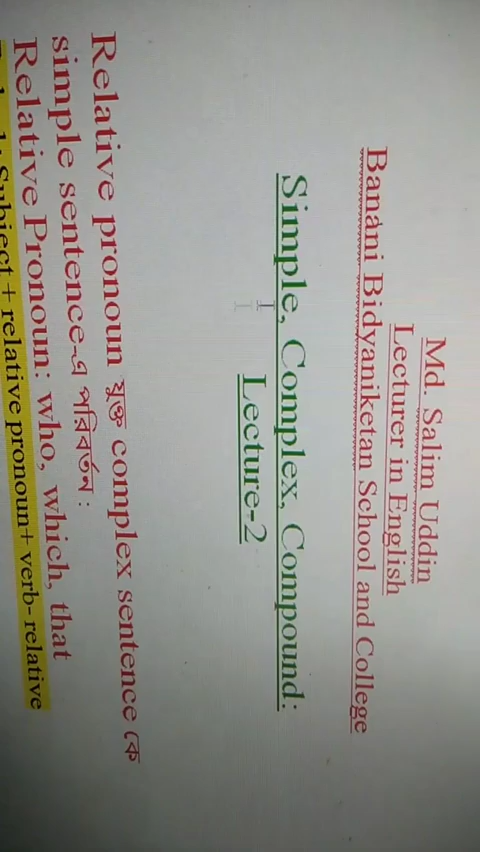 Md. Salim Uddin
Lecturer in English
Banani Bidyaniketan School and College
Simple, Complex, Compound:
Lecture-2
Relative pronoun যুক্ত complex sentence কে
simple sentence-এ পরিবর্তন :
Relative Pronoun: who, which, that
Subject + relative pronoun+ verb- relative